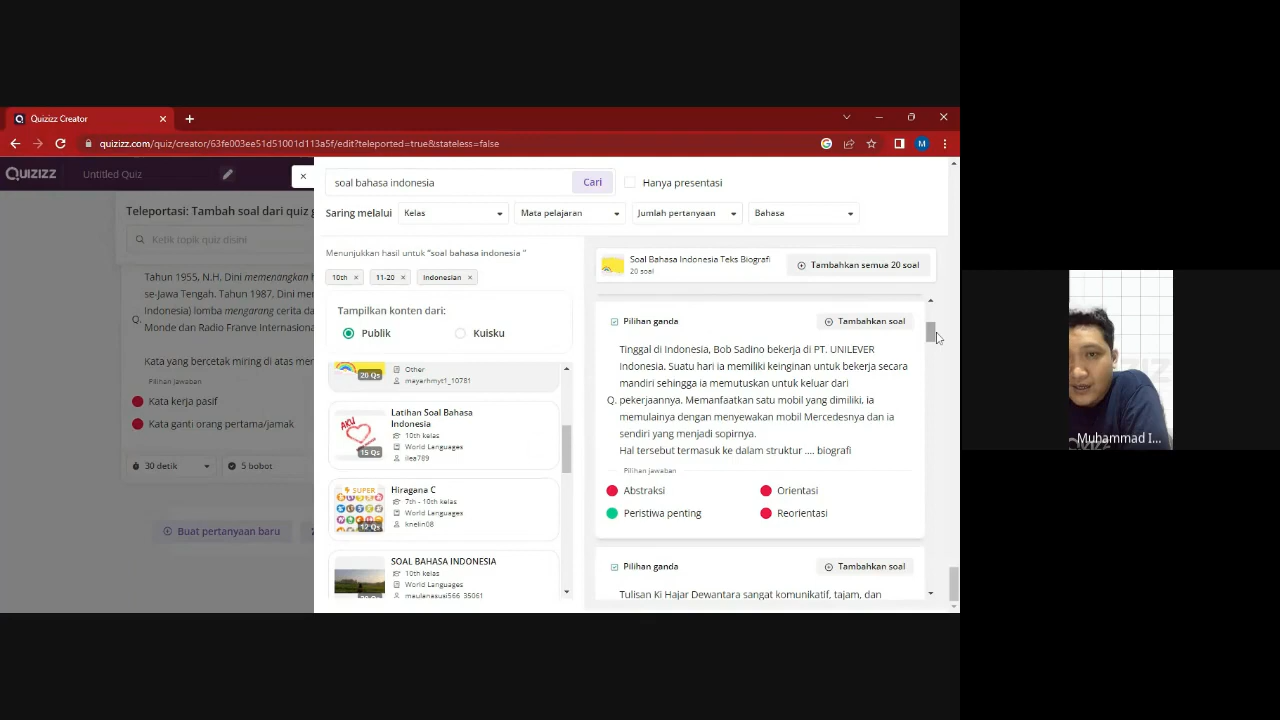 Quizizz Creator
quizizz.com/quiz/creator/63fe003ee51d51001d113a5f/edit?teleported=true&stateless=false
M
QUIZIZZ
Untitled Quiz
Teleportasi: Tambah soal dari quiz
Ketik topik quiz disini
Tahun 1955, N.H. Dini memenangkan
se-Jawa Tengah. Tahun 1987, Dini
Indonesia) lomba mengarang cerita
Q.
Monde dan Radio Franve
Kata yang bercetak miring di atas
Pilihan jawaban
Kata kerja pasif
Kata ganti orang pertama/jamak
30 detik
5 bobot
Buat pertanyaan baru
soal bahasa indonesia
Cari
Hanya presentasi
Saring melalui
Kelas
Mata pelajaran
Jumlah pertanyaan
Bahasa
Menunjukkan hasil untuk "soal bahasa indonesia "
10th
11-20
Indonesian
Tampilkan konten dari:
Publik
Kuisku
20 Qs
Other
mayarhmyt1_10781
AKU
15 Qs
Latihan Soal Bahasa
Indonesia
10th kelas
World Languages
ilea789
SUPER
12 Qs
Hiragana C
7th - 10th kelas
World Languages
knelin08
SOAL BAHASA INDONESIA
10th kelas
World Languages
maulanasusi566_35061
Soal Bahasa Indonesia Teks Biografi
20 soal
Tambahkan semua 20 soal
Pilihan ganda
Tambahkan soal
Tinggal di Indonesia, Bob Sadino bekerja di PT. UNILEVER
Indonesia. Suatu hari ia memiliki keinginan untuk bekerja secara
mandiri sehingga ia memutuskan untuk keluar dari
Q. pekerjaannya. Memanfaatkan satu mobil yang dimiliki, ia
memulainya dengan menyewakan mobil Mercedesnya dan ia
sendiri yang menjadi sopirnya.
Hal tersebut termasuk ke dalam struktur .... biografi
Pilihan jawaban
Abstraksi
Orientasi
Peristiwa penting
Reorientasi
Pilihan ganda
Tambahkan soal
Tulisan Ki Hajar Dewantara sangat komunikatif, tajam, dan
Muhammad I...